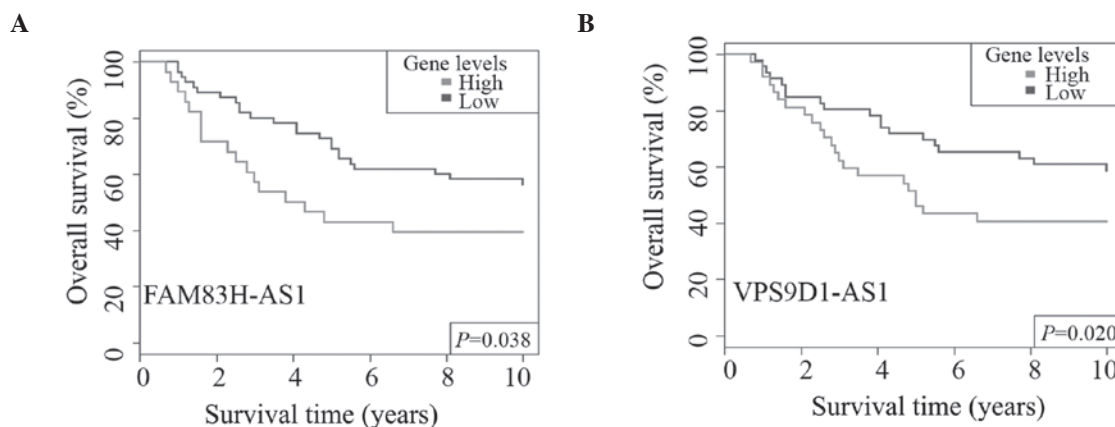 A
Overall survival (%)
100
80
60
40
20
0
Gene levels
High
Low
FAM83H-AS1
P=0.038
0 2 4 6 8 10
Survival time (years)
B
Overall survival (%)
100
80
60
40
20
0
Gene levels
High
Low
VPS9D1-AS1
P=0.020
0 2 4 6 8 10
Survival time (years)